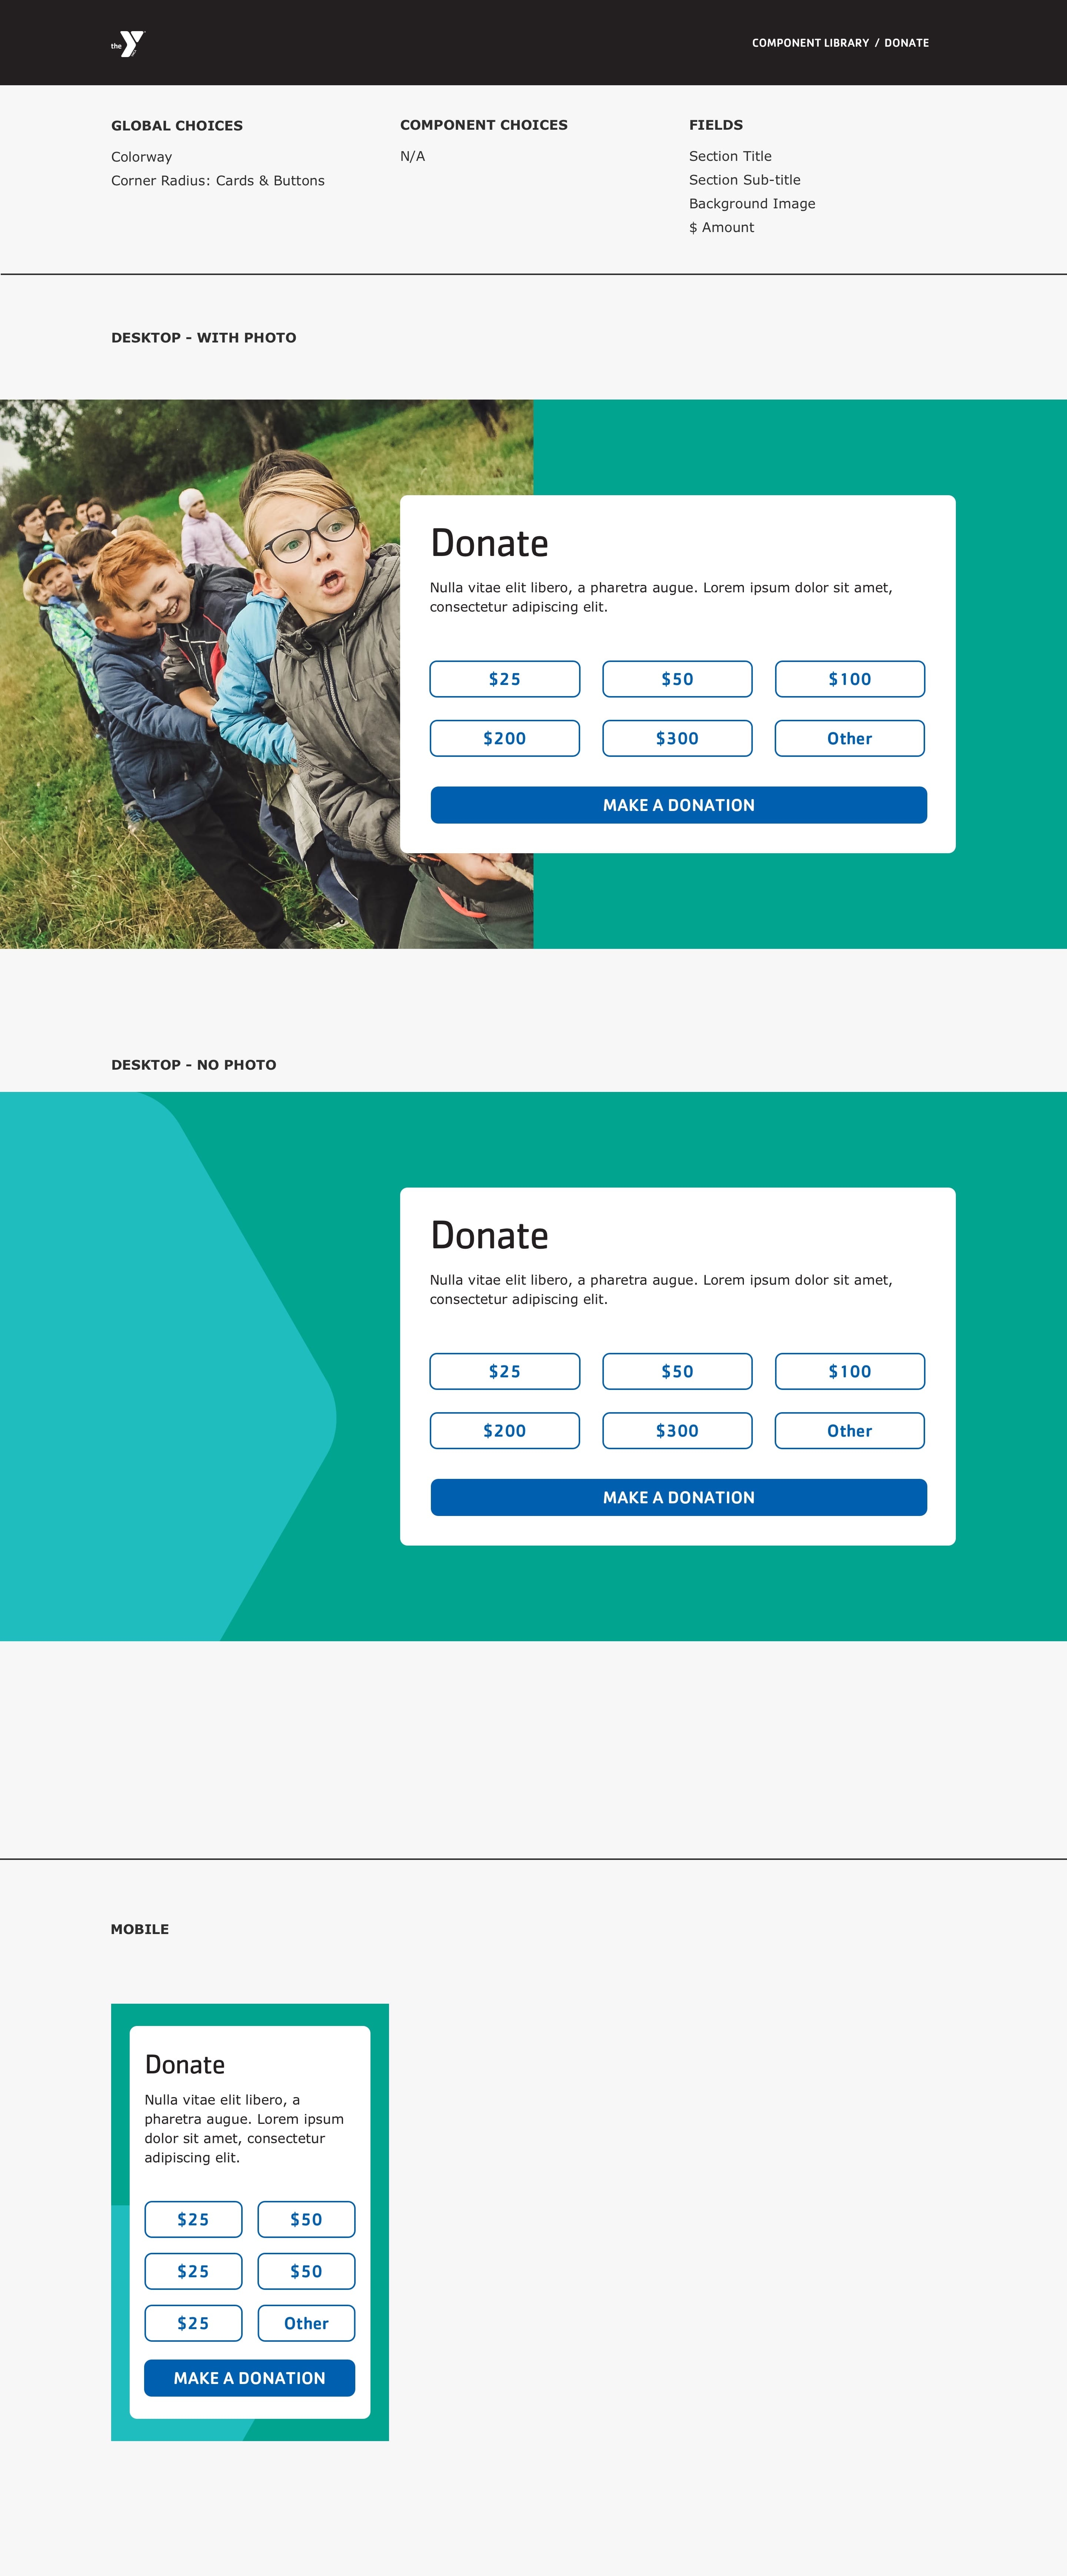 the Y
COMPONENT LIBRARY / DONATE
GLOBAL CHOICES
Colorway
Corner Radius: Cards & Buttons
COMPONENT CHOICES
N/A
FIELDS
Section Title
Section Sub-title
Background Image
$ Amount
DESKTOP - WITH PHOTO
Donate
Nulla vitae elit libero, a pharetra augue. Lorem ipsum dolor sit amet,
consectetur adipiscing elit.
$25 $50 $100
$200 $300 Other
MAKE A DONATION
DESKTOP - NO PHOTO
Donate
Nulla vitae elit libero, a pharetra augue. Lorem ipsum dolor sit amet,
consectetur adipiscing elit.
$25 $50 $100
$200 $300 Other
MAKE A DONATION
MOBILE
Donate
Nulla vitae elit libero, a
pharetra augue. Lorem ipsum
dolor sit amet, consectetur
adipiscing elit.
$25 $50
$25 $50
$25 Other
MAKE A DONATION